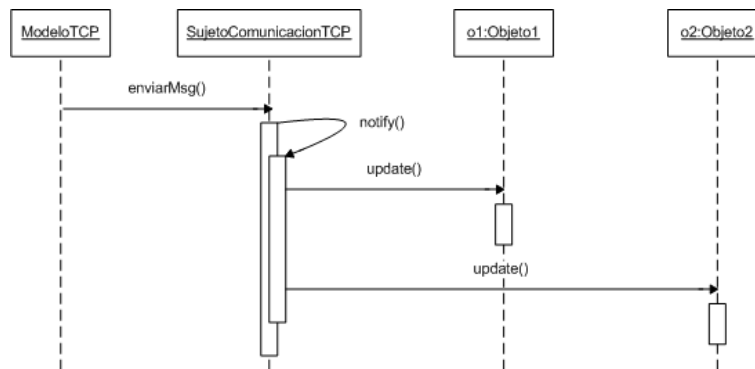 ModeloTCP
SujetoComunicacionTCP
o1:Objeto1
o2:Objeto2
enviarMsg()
notify()
update()
update()